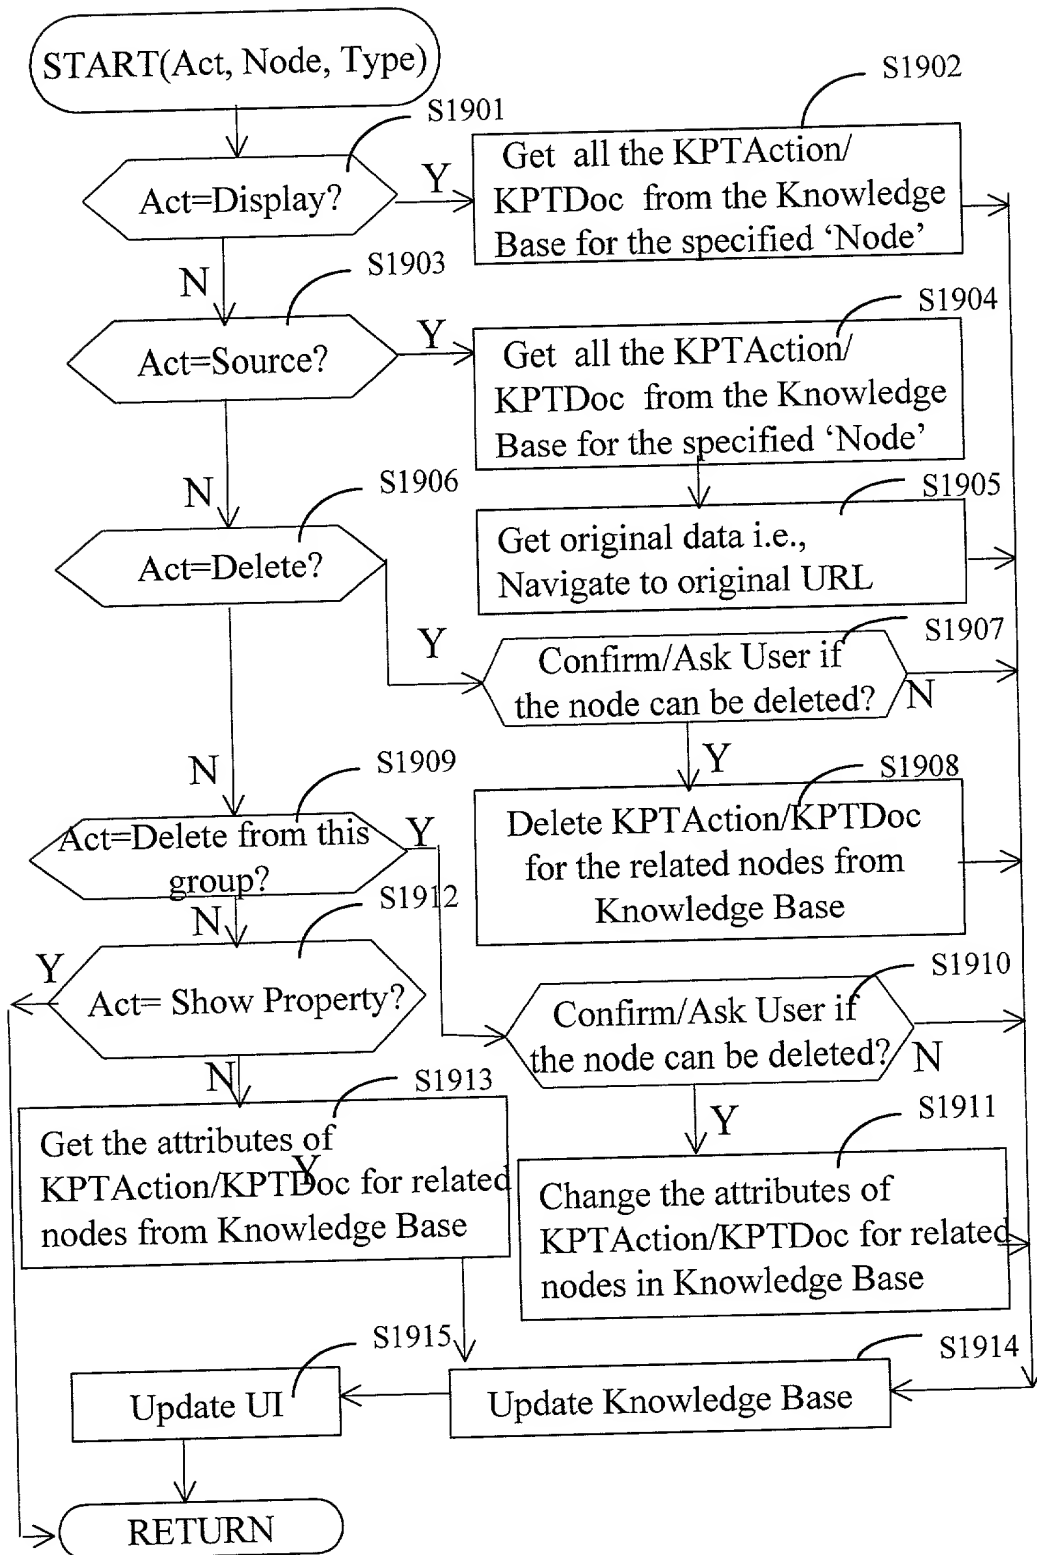 START(Act, Node, Type)
S1901
S1902
Act=Display?
Y
Get all the KPTAction/
KPTDoc from the Knowledge
Base for the specified ‘Node’
N
S1903
S1904
Act=Source?
Y
Get all the KPTAction/
KPTDoc from the Knowledge
Base for the specified ‘Node’
N
S1906
S1905
Act=Delete?
Get original data i.e.,
Navigate to original URL
Y
S1907
Confirm/Ask User if
the node can be deleted?
N
Y
N
S1909
S1908
Act=Delete from this
group?
Y
Delete KPTAction/KPTDoc
for the related nodes from
Knowledge Base
N
S1912
Y
Act= Show Property?
S1910
Confirm/Ask User if
the node can be deleted?
N
N
S1913
Y
S1911
Get the attributes of
Y
KPTAction/KPTDoc for related
nodes from Knowledge Base
Change the attributes of
KPTAction/KPTDoc for related
nodes in Knowledge Base
S1915
S1914
Update UI
Update Knowledge Base
RETURN